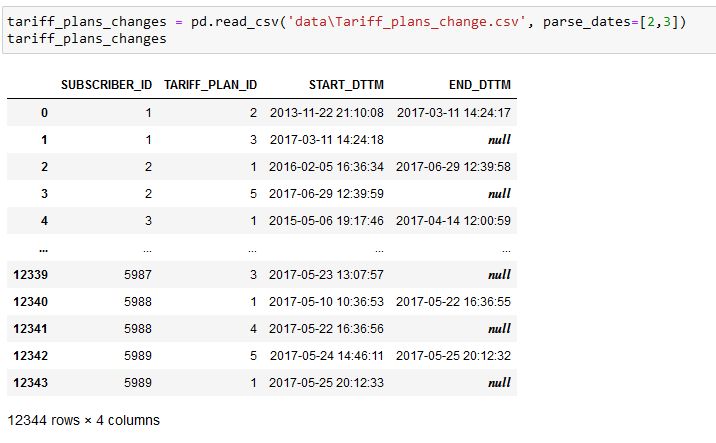 tariff_plans_changes = pd.read_csv('data\Tariff_plans_change.csv', parse_dates=[2,3])
tariff_plans_changes
SUBSCRIBER_ID TARIFF_PLAN_ID START_DTTM END_DTTM
0 1 2 2013-11-22 21:10:08 2017-03-11 14:24:17
1 1 3 2017-03-11 14:24:18 null
2 2 1 2016-02-05 16:36:34 2017-06-29 12:39:58
3 2 5 2017-06-29 12:39:59 null
4 3 1 2015-05-06 19:17:46 2017-04-14 12:00:59
... ... ... ... ...
12339 5987 3 2017-05-23 13:07:57 null
12340 5988 1 2017-05-10 10:36:53 2017-05-22 16:36:55
12341 5988 4 2017-05-22 16:36:56 null
12342 5989 5 2017-05-24 14:46:11 2017-05-25 20:12:32
12343 5989 1 2017-05-25 20:12:33 null
12344 rows × 4 columns